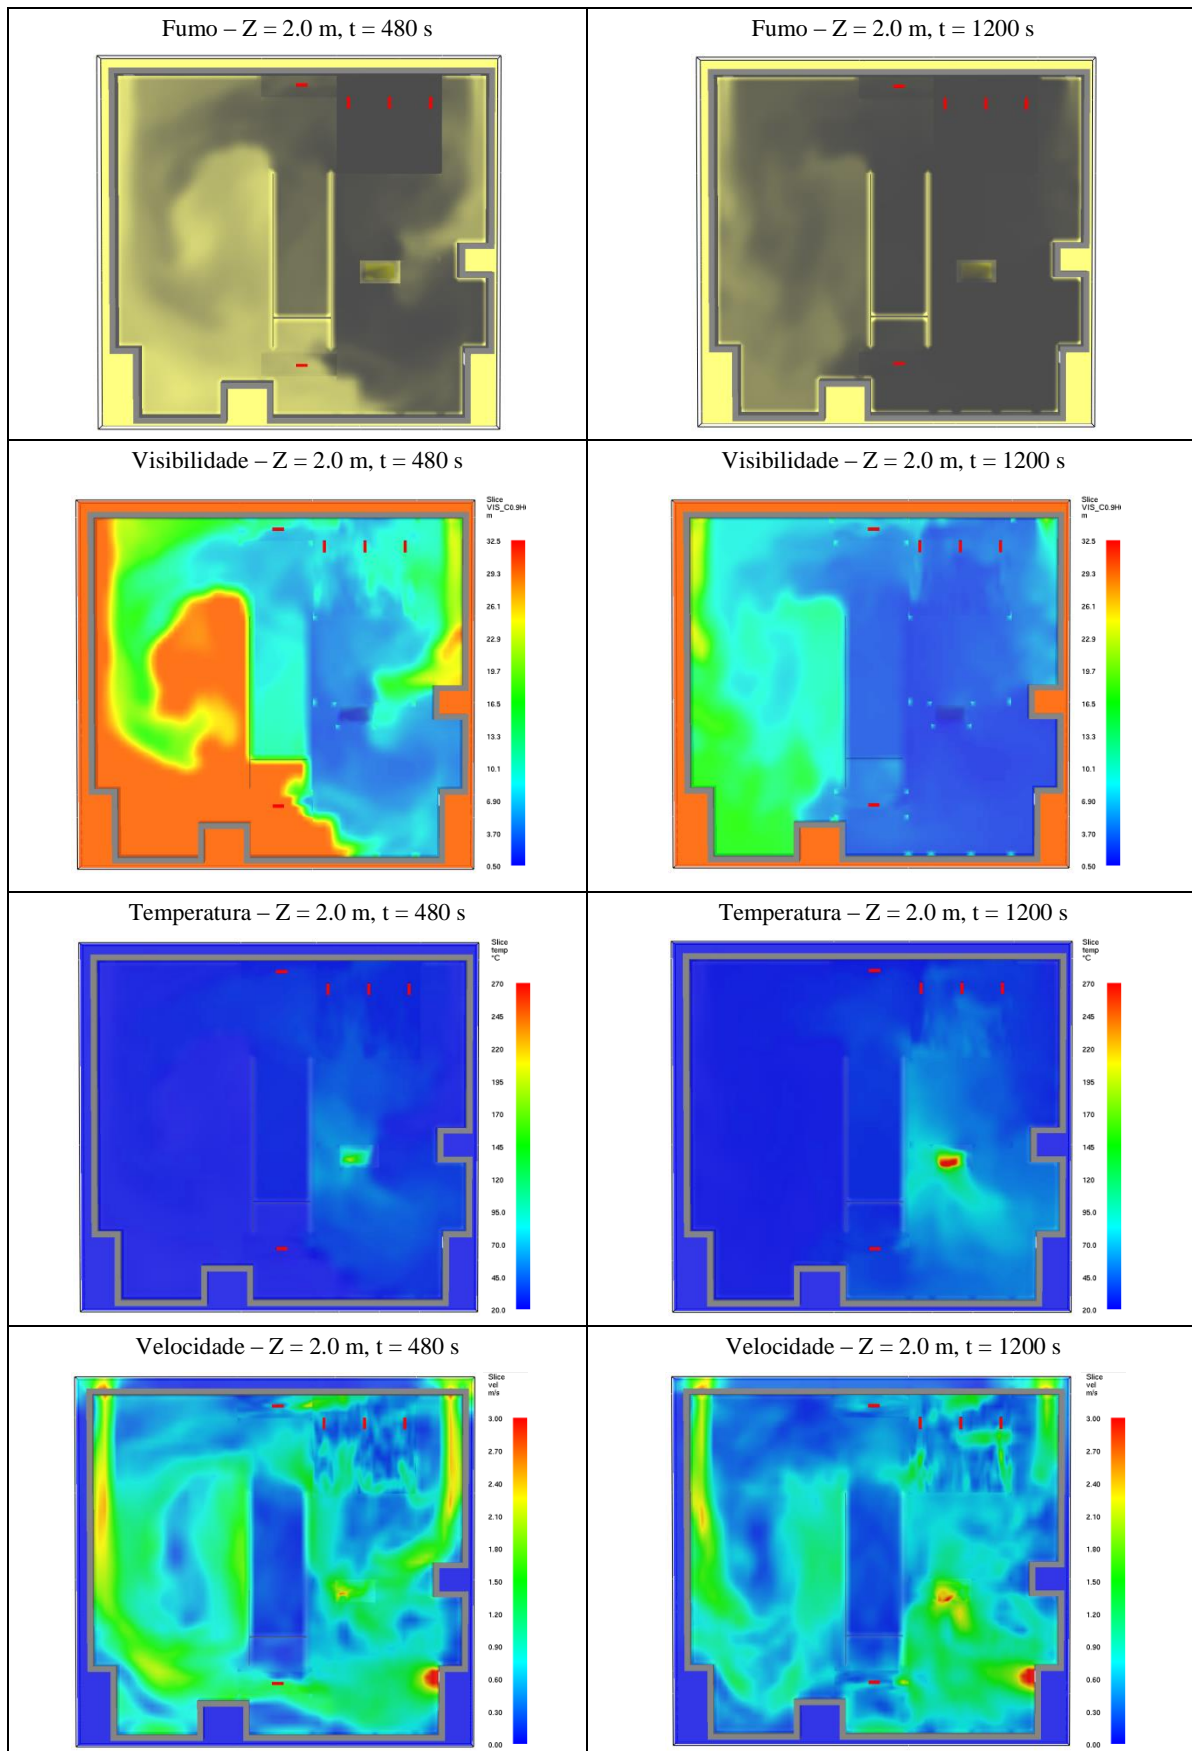 Fumo – Z = 2.0 m, t = 480 s
Fumo – Z = 2.0 m, t = 1200 s
Visibilidade – Z = 2.0 m, t = 480 s
Slice
m
32.5
29.3
26.1
22.9
19.7
16.5
13.3
10.1
6.90
3.70
0.50
Visibilidade – Z = 2.0 m, t = 1200 s
Slice
m
32.5
29.3
26.1
22.9
19.7
16.5
13.3
10.1
6.90
3.70
0.50
Temperatura – Z = 2.0 m, t = 480 s
Slice
temp
°C
270
245
220
195
170
145
120
95.0
70.0
45.0
20.0
Temperatura – Z = 2.0 m, t = 1200 s
Slice
temp
°C
270
245
220
195
170
145
120
95.0
70.0
45.0
20.0
Velocidade – Z = 2.0 m, t = 480 s
Slice
vel
m/s
3.00
2.70
2.40
2.10
1.80
1.50
1.20
0.90
0.60
0.30
0.00
Velocidade – Z = 2.0 m, t = 1200 s
Slice
vel
m/s
3.00
2.70
2.40
2.10
1.80
1.50
1.20
0.90
0.60
0.30
0.00